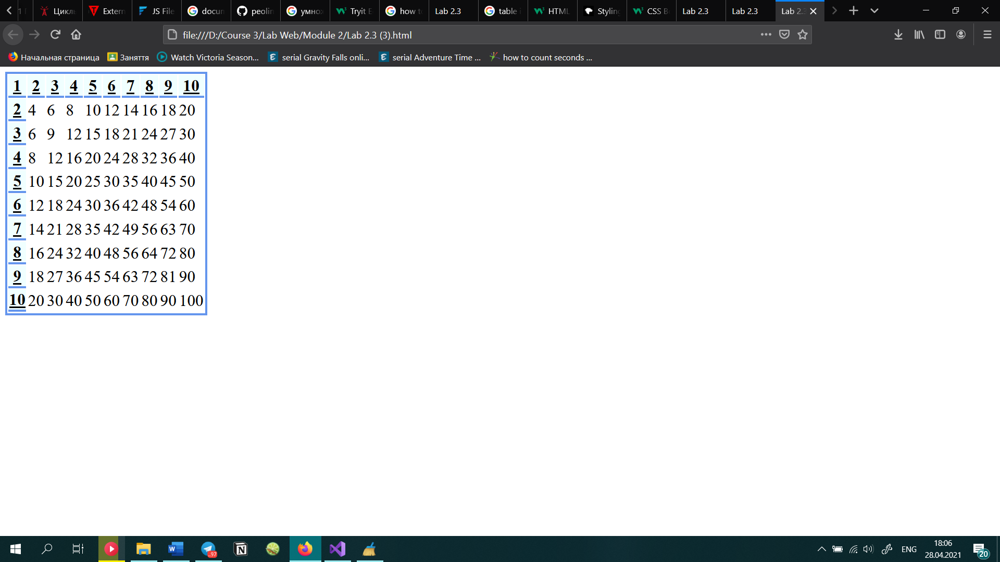 Цикль Extern JS File docum peolin умнож Tryit E how to Lab 2.3 table i HTML Styling CSS Bo Lab 2.3 Lab 2.3 Lab 2.3
file:///D:/Course 3/Lab Web/Module 2/Lab 2.3 (3).html
Начальная страница Заняття Watch Victoria Season... serial Gravity Falls onli... serial Adventure Time ... how to count seconds ...
1 2 3 4 5 6 7 8 9 10
2 4 6 8 10 12 14 16 18 20
3 6 9 12 15 18 21 24 27 30
4 8 12 16 20 24 28 32 36 40
5 10 15 20 25 30 35 40 45 50
6 12 18 24 30 36 42 48 54 60
7 14 21 28 35 42 49 56 63 70
8 16 24 32 40 48 56 64 72 80
9 18 27 36 45 54 63 72 81 90
10 20 30 40 50 60 70 80 90 100
..97
ENG
18:06
28.04.2021
20